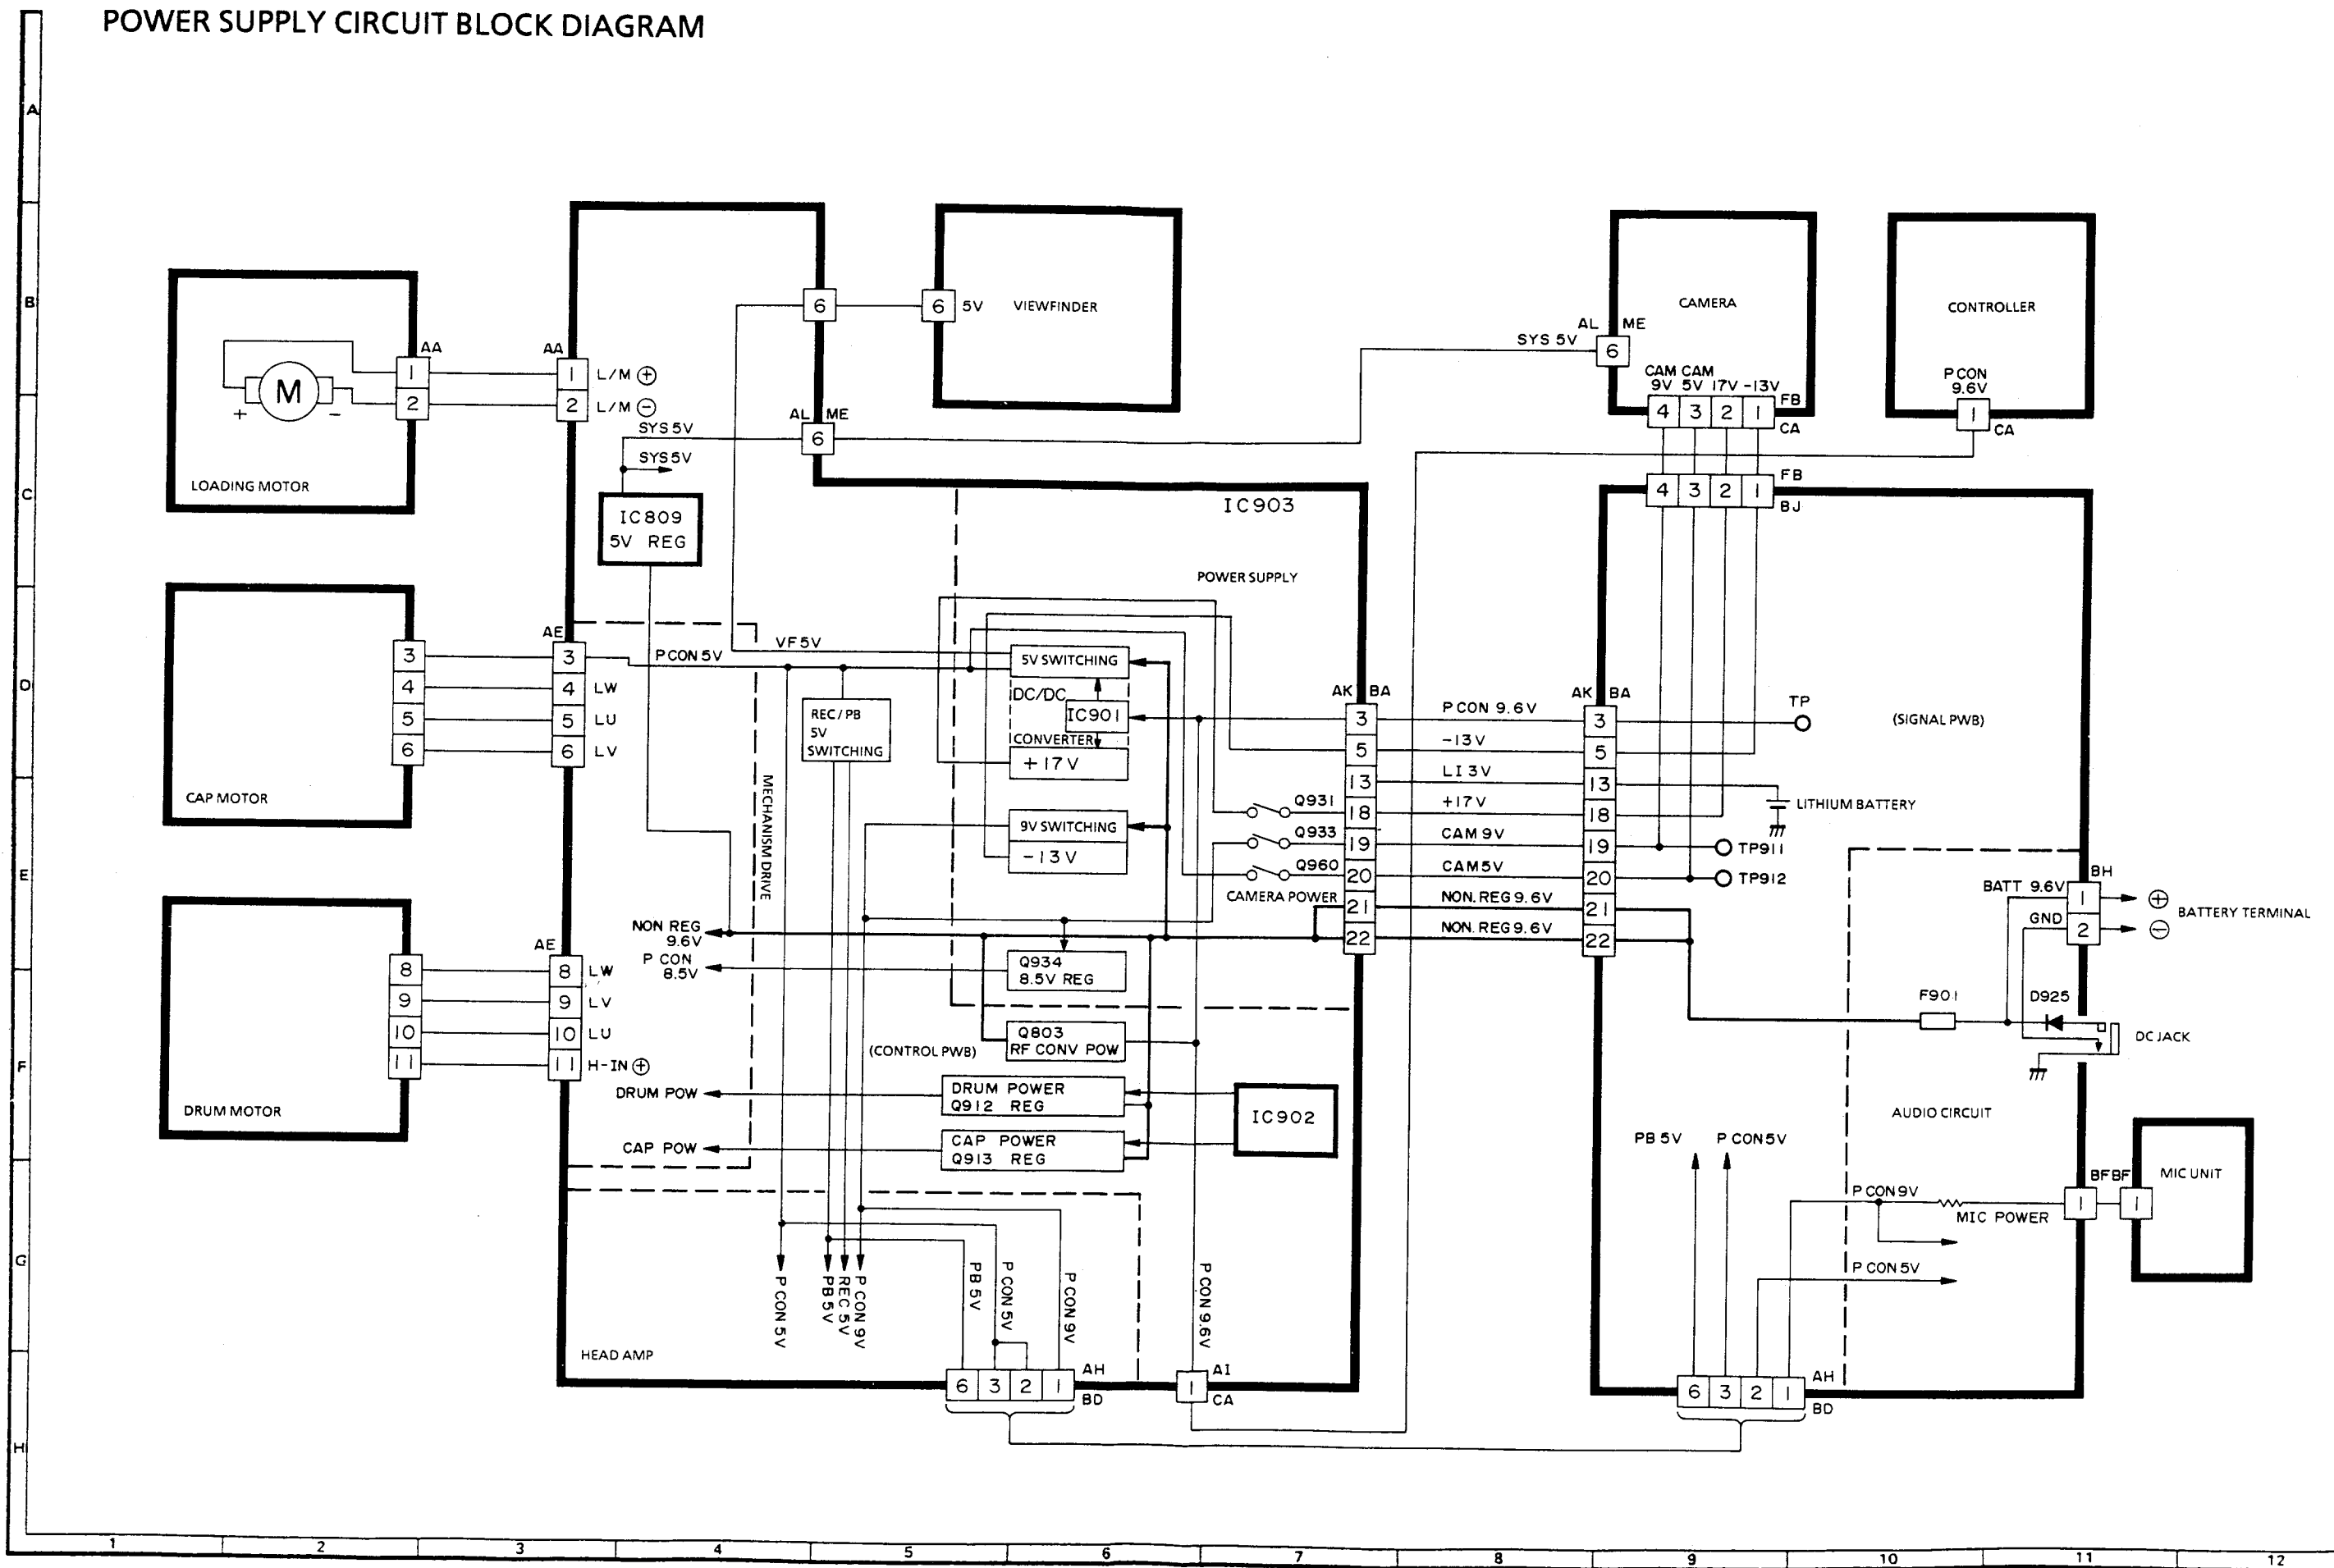 POWER SUPPLY CIRCUIT BLOCK DIAGRAM
A
B
C
D
E
F
G
H
1 2 3 4 5 6 7 8 9 10 11 12
M
+ -
LOADING MOTOR
AA
1
2
AA
1 L/M ⊕
2 L/M ⊖
CAP MOTOR
3
4
5
6
AE
3
4 LW
5 LU
6 LV
DRUM MOTOR
8
9
10
11
AE
8 LW
9 LV
10 LU
11 H-IN ⊕
6
6 5V
VIEWFINDER
AL ME
6
SYS 5V
SYS 5V
IC809
5V REG
IC903
POWER SUPPLY
VF 5V
P CON 5V
REC/PB
5V
SWITCHING
MECHANISM DRIVE
5V SWITCHING
DC/DC
IC901
CONVERTER
+17V
9V SWITCHING
-13V
Q931
Q933
Q960
CAMERA POWER
NON REG
9.6V
P CON
8.5V
Q934
8.5V REG
Q803
RF CONV POW
(CONTROL PWB)
DRUM POW
DRUM POWER
Q912 REG
CAP POW
CAP POWER
Q913 REG
IC902
P CON 5V
PB 5V
REC 5V
P CON 9V
PB 5V
P CON 5V
P CON 9V
P CON 9.6V
HEAD AMP
6 3 2 1
AH
BD
1
AI
CA
AK BA
3
5
13
18
19
20
21
22
P CON 9.6V
-13V
LI 3V
+17V
CAM 9V
CAM 5V
NON. REG 9.6V
NON. REG 9.6V
AK BA
3
5
13
18
19
20
21
22
SYS 5V
AL ME
6
CAMERA
CAM CAM
9V 5V 17V -13V
4 3 2 1
FB
CA
CONTROLLER
P CON
9.6V
1
CA
4 3 2 1
FB
BJ
TP
(SIGNAL PWB)
LITHIUM BATTERY
TP911
TP912
BH
BATT 9.6V 1 ⊕
GND 2 ⊖
BATTERY TERMINAL
F901
D925
DC JACK
AUDIO CIRCUIT
PB 5V
P CON 5V
P CON 9V
MIC POWER
P CON 5V
BF BF
1 1
MIC UNIT
6 3 2 1
AH
BD